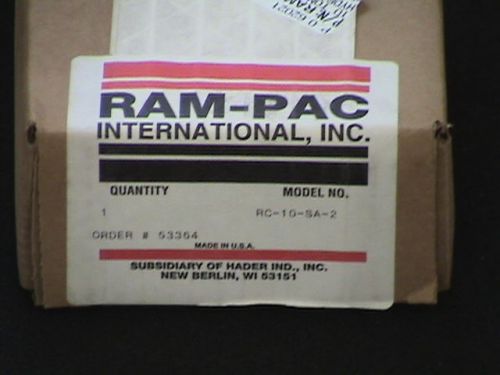 P O 62021
RAM-PAC
INTERNATIONAL, INC.
QUANTITY MODEL NO.
1 RC-10-SA-2
ORDER # 53364
MADE IN U.S.A.
SUBSIDIARY OF HADER IND., INC.
NEW BERLIN, WI 53151